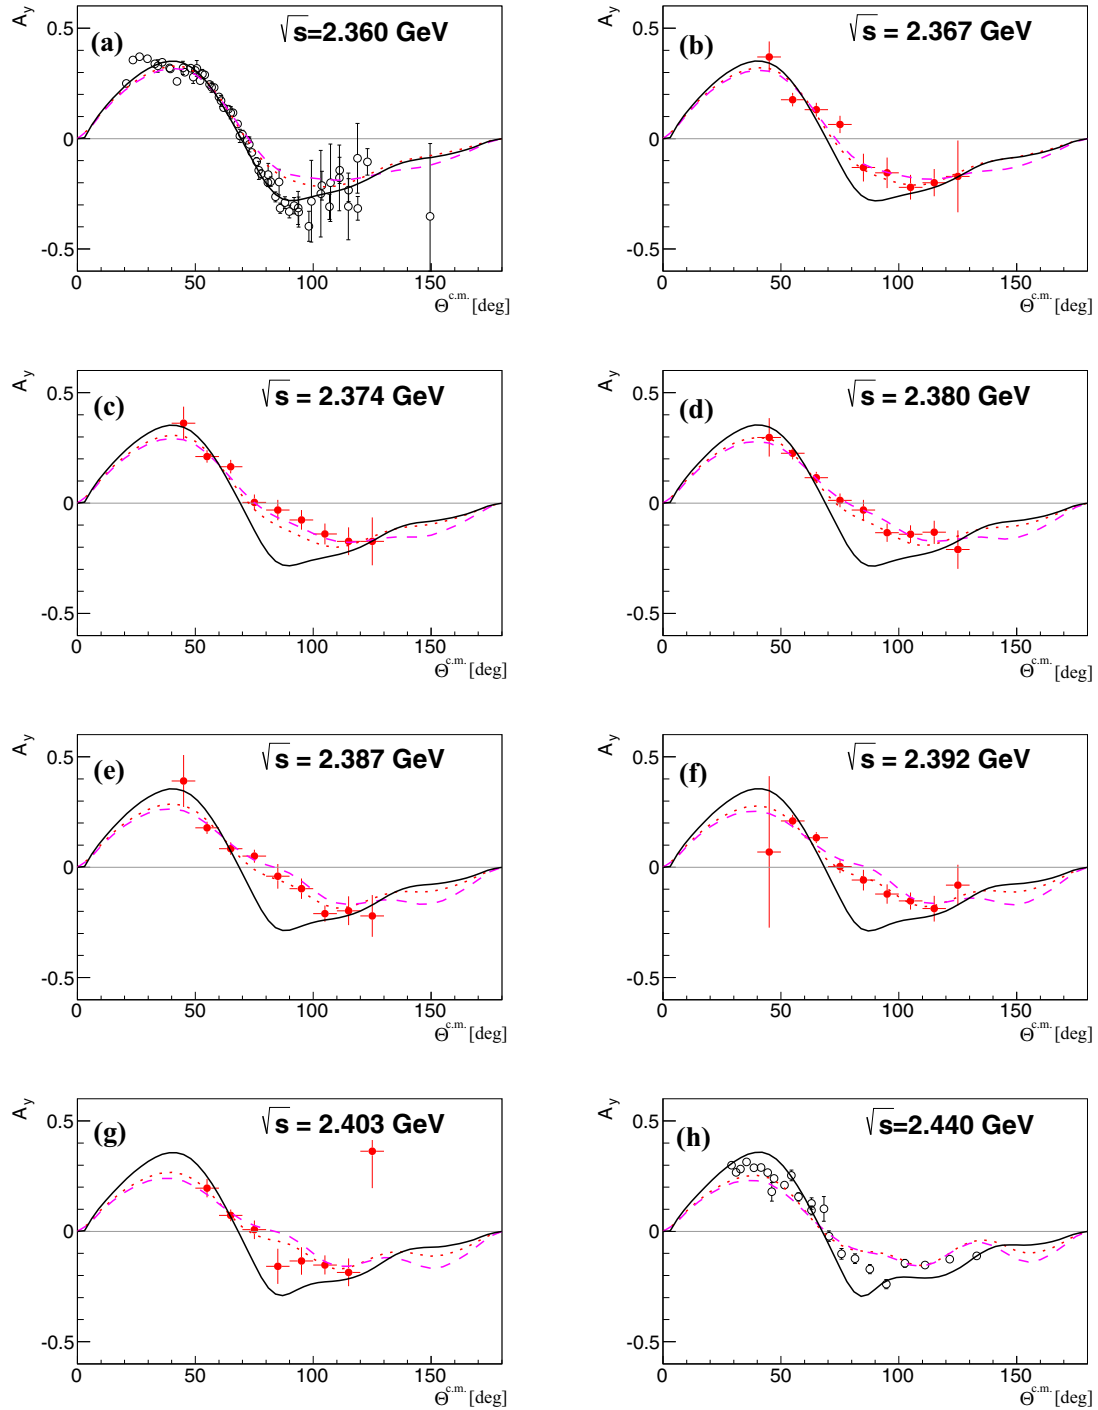 A_y
0.5
(a)
√s=2.360 GeV
0
-0.5
0 50 100 150
Θ^c.m. [deg]
A_y
0.5
(b)
√s = 2.367 GeV
0
-0.5
0 50 100 150
Θ^c.m. [deg]
A_y
0.5
(c)
√s = 2.374 GeV
0
-0.5
0 50 100 150
Θ^c.m. [deg]
A_y
0.5
(d)
√s = 2.380 GeV
0
-0.5
0 50 100 150
Θ^c.m. [deg]
A_y
0.5
(e)
√s = 2.387 GeV
0
-0.5
0 50 100 150
Θ^c.m. [deg]
A_y
0.5
(f)
√s = 2.392 GeV
0
-0.5
0 50 100 150
Θ^c.m. [deg]
A_y
0.5
(g)
√s = 2.403 GeV
0
-0.5
0 50 100 150
Θ^c.m. [deg]
A_y
0.5
(h)
√s=2.440 GeV
0
-0.5
0 50 100 150
Θ^c.m. [deg]